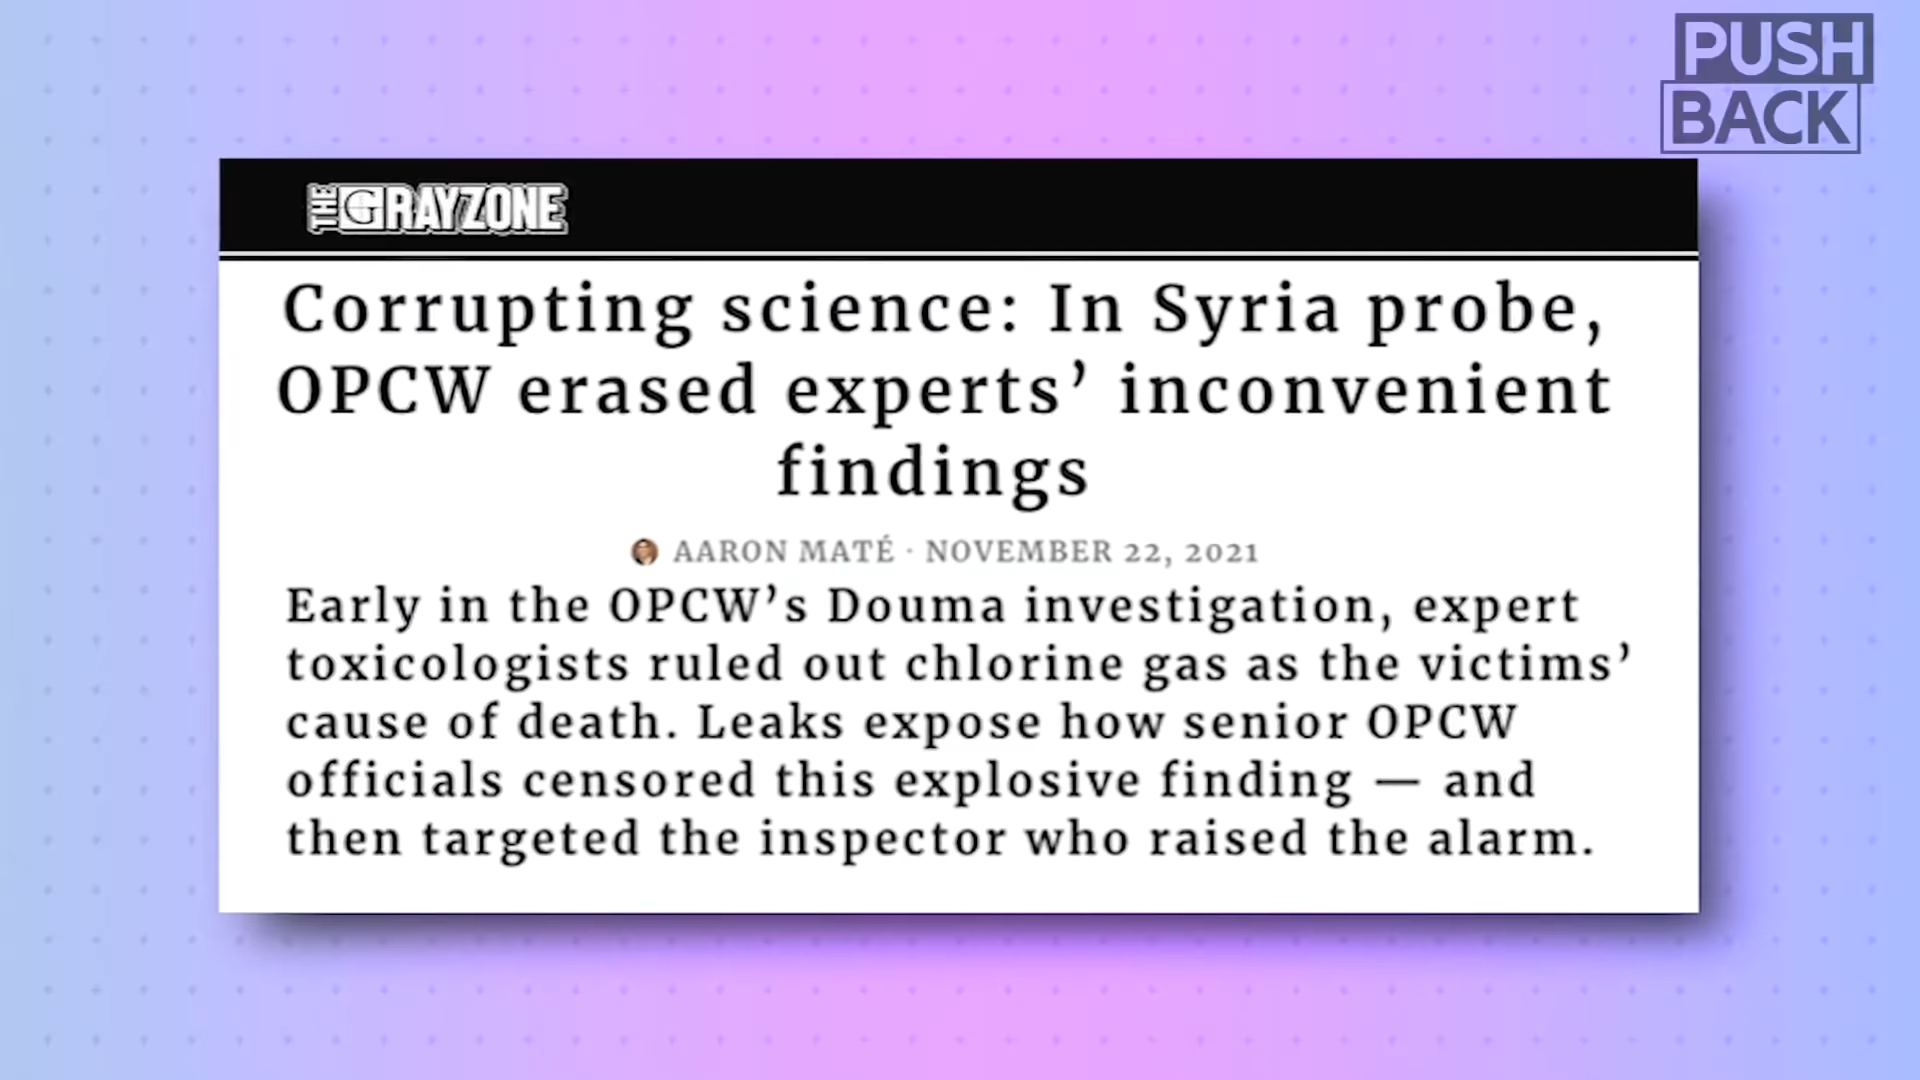 PUSH
BACK
THE GRAYZONE
Corrupting science: In Syria probe,
OPCW erased experts’ inconvenient
findings
AARON MATÉ · NOVEMBER 22, 2021
Early in the OPCW’s Douma investigation, expert
toxicologists ruled out chlorine gas as the victims’
cause of death. Leaks expose how senior OPCW
officials censored this explosive finding — and
then targeted the inspector who raised the alarm.